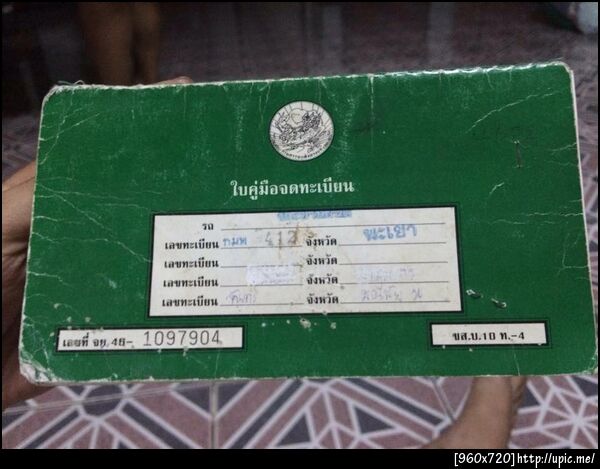 ใบคู่มือจดทะเบียน
รถ
เลขทะเบียน กมท 412 จังหวัด พะเยา
เลขทะเบียน จังหวัด
เลขทะเบียน จังหวัด
เลขทะเบียน จังหวัด
เลขที่ จย. 46- 1097904
ขส.บ.10 ท.-4
[960x720]http://upic.me/